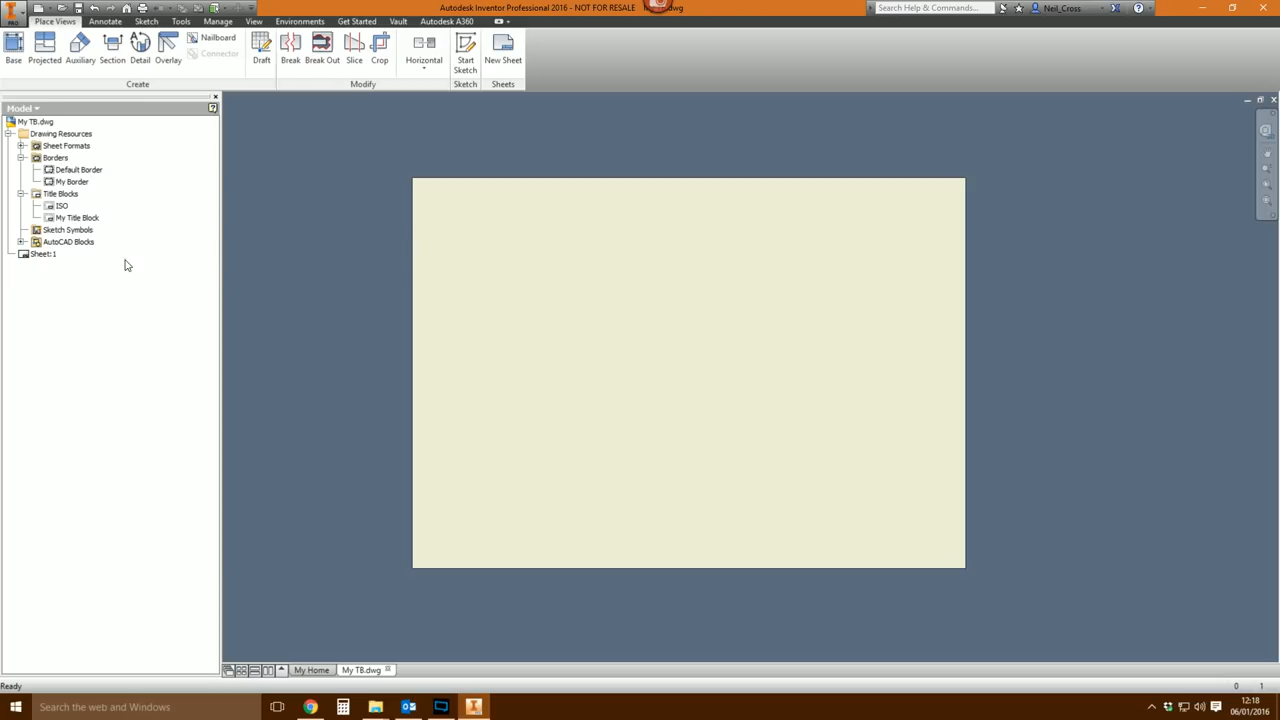 Autodesk Inventor Professional 2016 - NOT FOR RESALE
.dwg
Search Help & Commands...
Neil_Cross
PRO
Place Views
Annotate
Sketch
Tools
Manage
View
Environments
Get Started
Vault
Autodesk A360
Base
Projected
Auxiliary
Section
Detail
Overlay
Nailboard
Connector
Draft
Break
Break Out
Slice
Crop
Horizontal
Start Sketch
New Sheet
Create
Modify
Sketch
Sheets
Model
My TB.dwg
Drawing Resources
Sheet Formats
Borders
Default Border
My Border
Title Blocks
ISO
My Title Block
Sketch Symbols
AutoCAD Blocks
Sheet:1
My Home
My TB.dwg
Ready
0
1
Search the web and Windows
12:18
06/01/2016